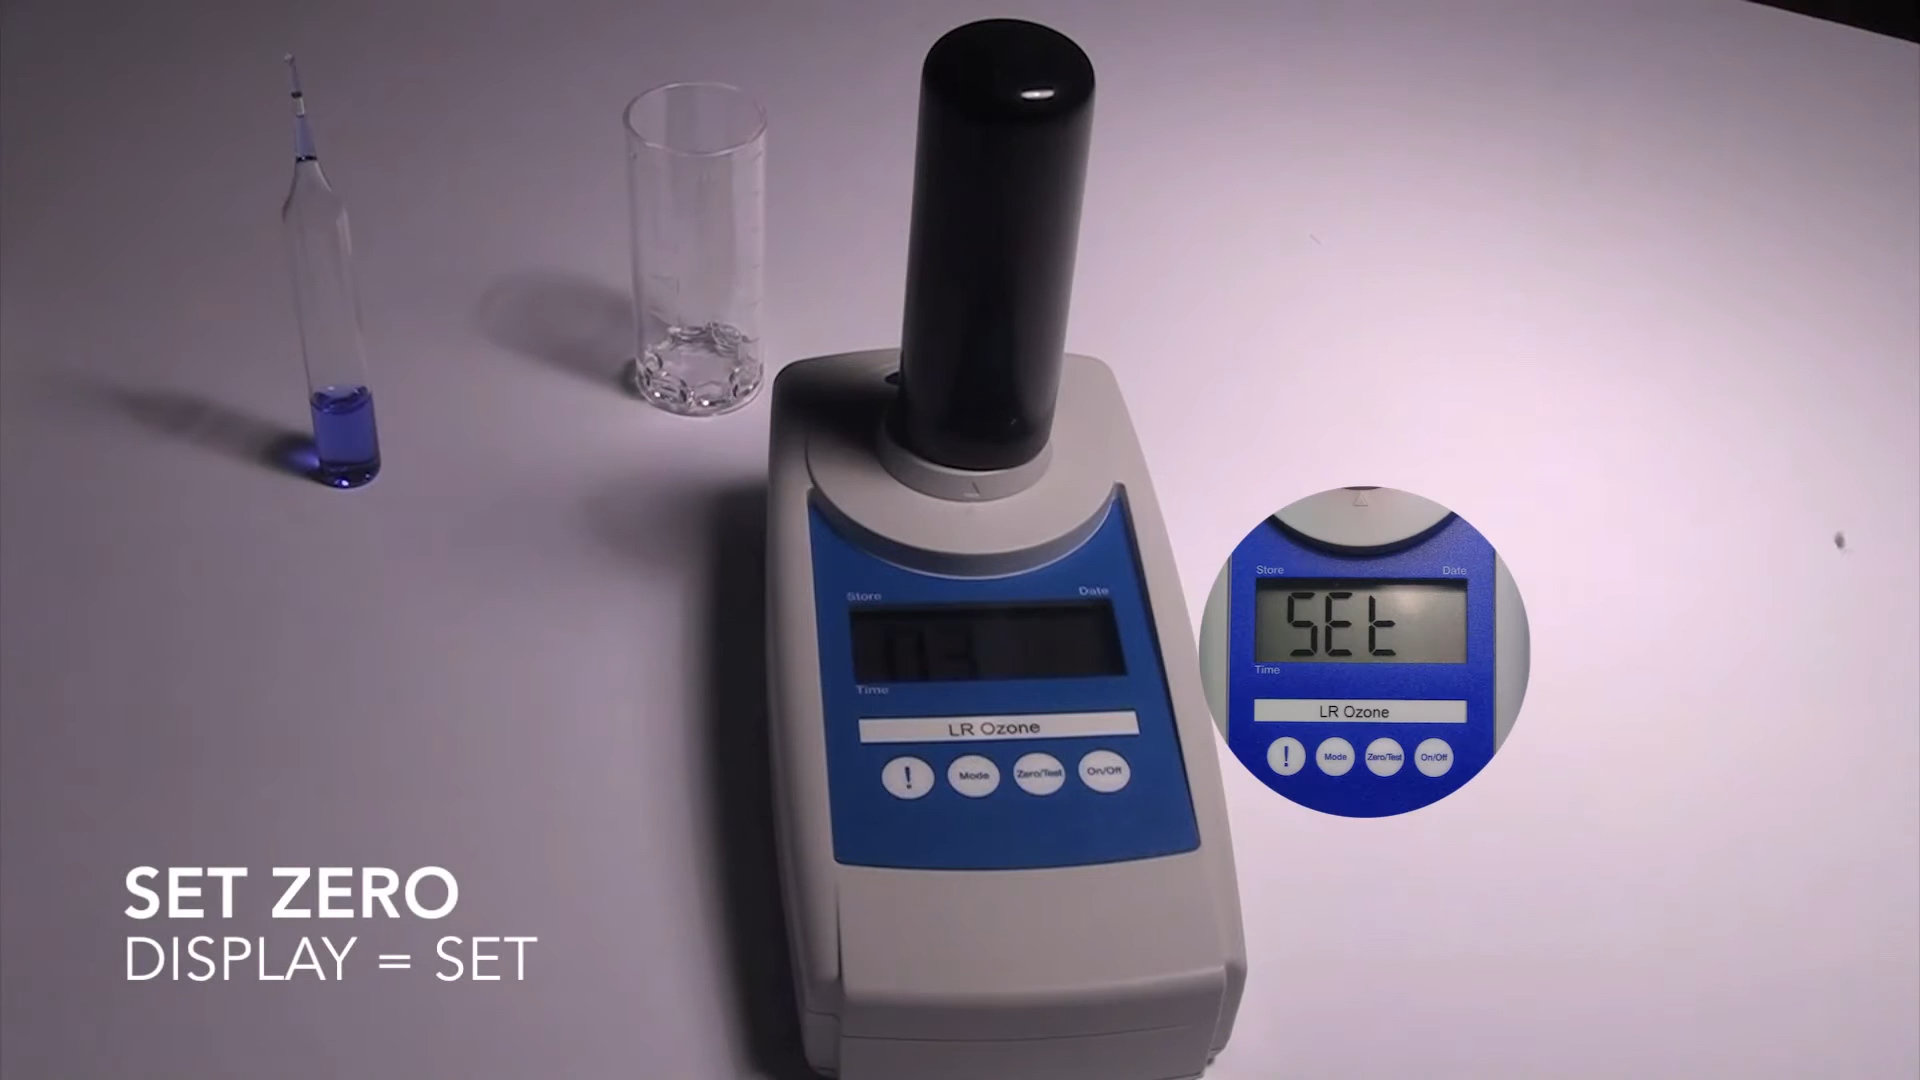 Store Date
03
Time
LR Ozone
! Mode Zero/Test On/Off
Store Date
SEt
Time
LR Ozone
! Mode Zero/Test On/Off
SET ZERO
DISPLAY = SET